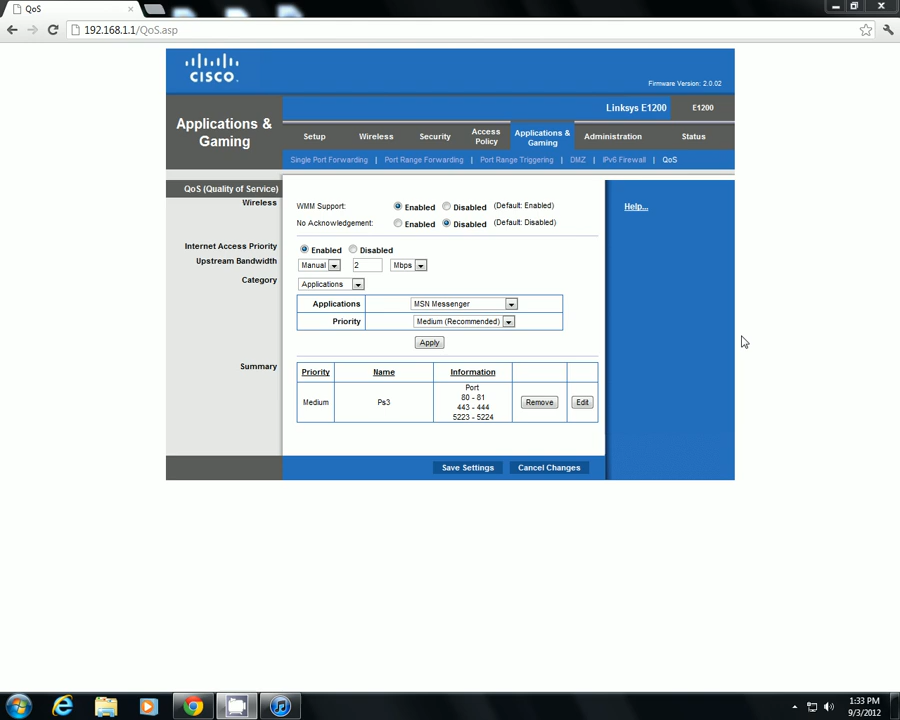 QoS
192.168.1.1/QoS.asp
CISCO.
Firmware Version: 2.0.02
Linksys E1200 E1200
Applications & Gaming
Setup Wireless Security Access Policy Applications & Gaming Administration Status
Single Port Forwarding | Port Range Forwarding | Port Range Triggering | DMZ | IPv6 Firewall | QoS
QoS (Quality of Service)
Wireless
WMM Support: Enabled Disabled (Default: Enabled)
No Acknowledgement: Enabled Disabled (Default: Disabled)
Help...
Internet Access Priority Enabled Disabled
Upstream Bandwidth Manual 2 Mbps
Category Applications
Applications MSN Messenger
Priority Medium (Recommended)
Apply
Summary
Priority Name Information
Medium Ps3 Port
80 - 81
443 - 444
5223 - 5224
Remove Edit
Save Settings Cancel Changes
1:33 PM
9/3/2012